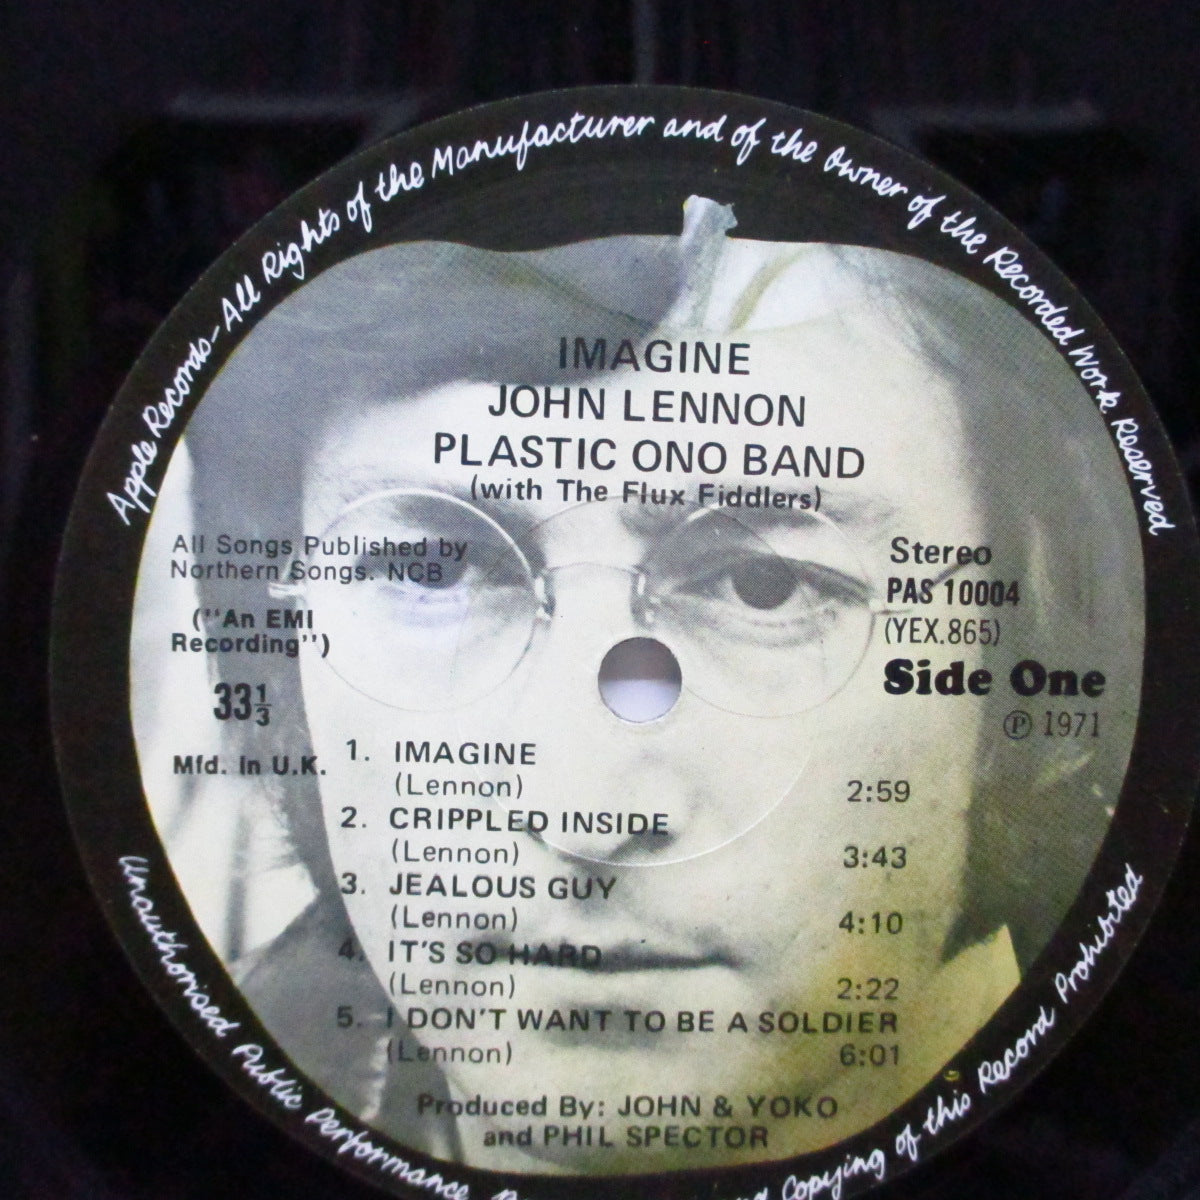 Apple Records-All Rights of the Manufacturer and of the Owner of the Recorded Work Reserved
IMAGINE
JOHN LENNON
PLASTIC ONO BAND
(with The Flux Fiddlers)
All Songs Published by
Northern Songs. NCB
(''An EMI
Recording'')
33⅓
Mfd. In U.K.
Stereo
PAS 10004
(YEX.865)
Side One
Ⓟ 1971
1. IMAGINE
(Lennon) 2:59
2. CRIPPLED INSIDE
(Lennon) 3:43
3. JEALOUS GUY
(Lennon) 4:10
4. IT'S SO HARD
(Lennon) 2:22
5. I DON'T WANT TO BE A SOLDIER
(Lennon) 6:01
Produced By: JOHN & YOKO
and PHIL SPECTOR
Unauthorised Public Performance Copying of this Record Prohibited